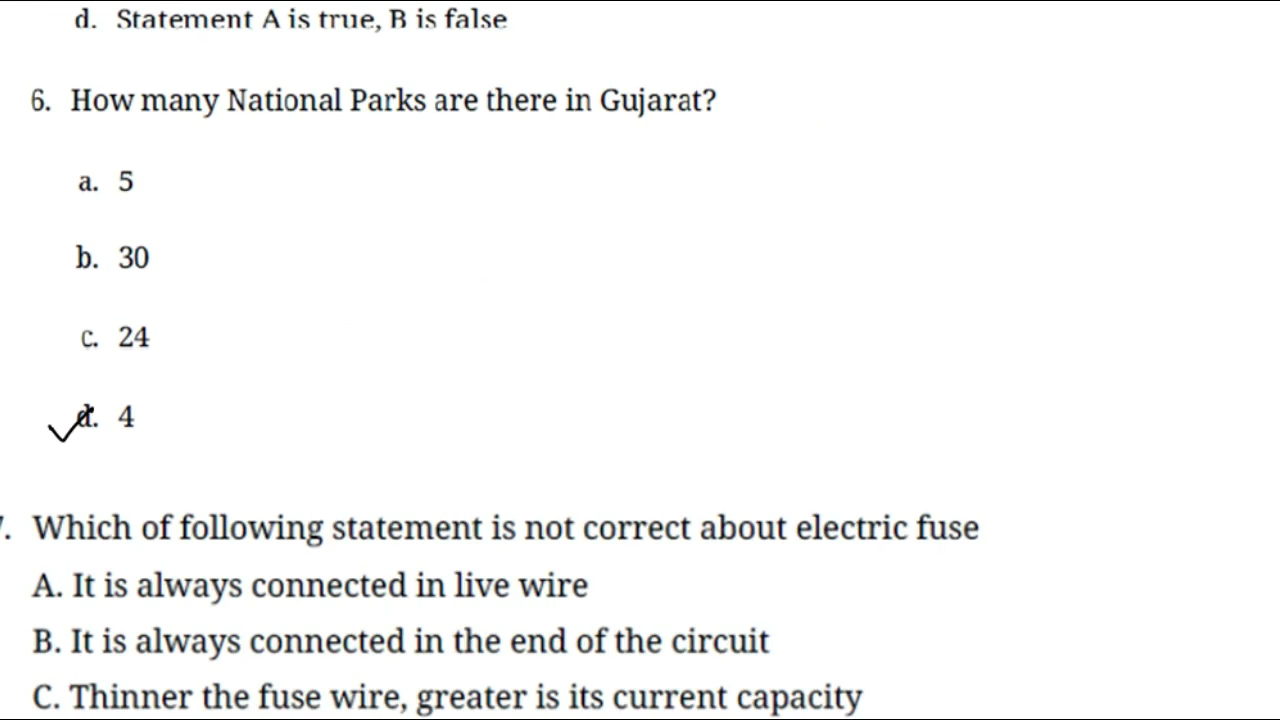 d. Statement A is true, B is false
6. How many National Parks are there in Gujarat?
a. 5
b. 30
c. 24
d. 4
. Which of following statement is not correct about electric fuse
A. It is always connected in live wire
B. It is always connected in the end of the circuit
C. Thinner the fuse wire, greater is its current capacity